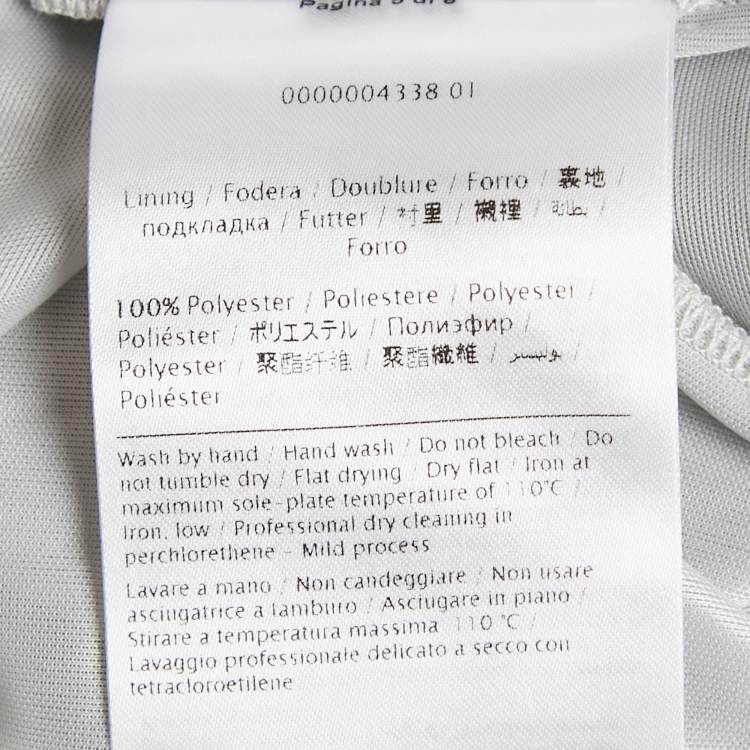 Pagina
0000004338 01
Lining / Fodera / Doublure / Forro / 裏地 /
подкладка / Futter / 衬里 / 襯裡 / بطانة /
Forro
100% Polyester / Poliestere / Polyester /
Poliéster / ポリエステル / Полиэфир /
Polyester / 聚酯纤维 / 聚酯纖維 / بوليستر /
Poliéster
Wash by hand / Hand wash / Do not bleach / Do
not tumble dry / Flat drying / Dry flat / Iron at
maximum sole-plate temperature of 110°C /
Iron, low / Professional dry cleaning in
perchlorethene - Mild process
Lavare a mano / Non candeggiare / Non usare
asciugatrice a tamburo / Asciugare in piano /
Stirare a temperatura massima 110 °C /
Lavaggio professionale delicato a secco con
tetracloroetilene